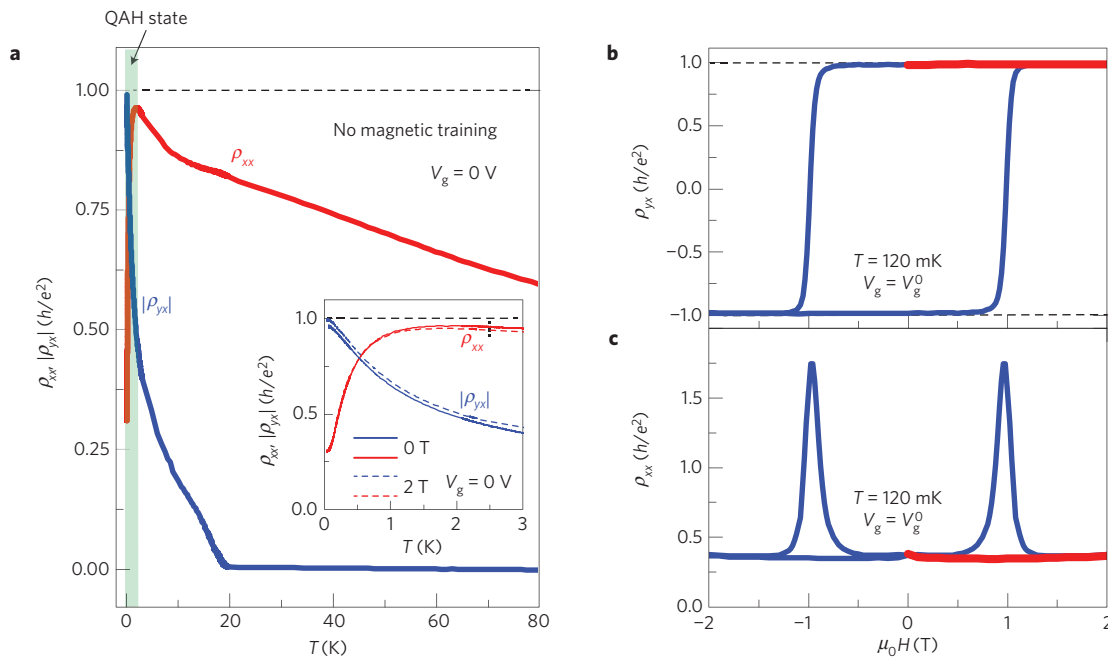 QAH state
a
1.00
0.75
0.50
0.25
0.00
ρxx, |ρyx| (h/e²)
No magnetic training
Vg = 0 V
ρxx
|ρyx|
0
20
40
60
80
T (K)
1.0
0.5
0.0
ρxx, |ρyx| (h/e²)
ρxx
|ρyx|
0 T
2 T
Vg = 0 V
0
1
2
3
T (K)
b
1.0
0.5
0.0
−0.5
−1.0
ρyx (h/e²)
T = 120 mK
Vg = Vg⁰
c
1.5
1.0
0.5
0.0
ρxx (h/e²)
T = 120 mK
Vg = Vg⁰
−2
−1
0
1
2
μ₀H (T)